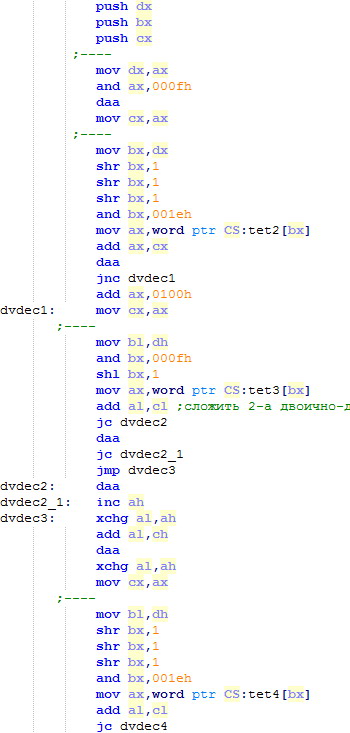 push dx
push bx
push cx
;----
mov dx,ax
and ax,000fh
daa
mov cx,ax
;----
mov bx,dx
shr bx,1
shr bx,1
shr bx,1
and bx,001eh
mov ax,word ptr CS:tet2[bx]
add ax,cx
daa
jnc dvdec1
add ax,0100h
dvdec1: mov cx,ax
;----
mov bl,dh
and bx,000fh
shl bx,1
mov ax,word ptr CS:tet3[bx]
add al,cl ;сложить 2-а двоично-д
jc dvdec2
daa
jc dvdec2_1
jmp dvdec3
dvdec2: daa
dvdec2_1: inc ah
dvdec3: xchg al,ah
add al,ch
daa
xchg al,ah
mov cx,ax
;----
mov bl,dh
shr bx,1
shr bx,1
shr bx,1
and bx,001eh
mov ax,word ptr CS:tet4[bx]
add al,cl
jc dvdec4